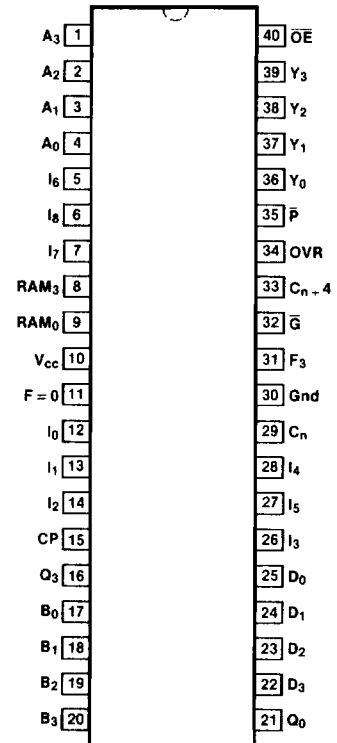 A₃ 1 40 O̅E̅
A₂ 2 39 Y₃
A₁ 3 38 Y₂
A₀ 4 37 Y₁
I₆ 5 36 Y₀
I₈ 6 35 P̅
I₇ 7 34 OVR
RAM₃ 8 33 Cₙ₊4
RAM₀ 9 32 G̅
Vcc 10 31 F₃
F = 0 11 30 Gnd
I₀ 12 29 Cₙ
I₁ 13 28 I₄
I₂ 14 27 I₅
CP 15 26 I₃
Q₃ 16 25 D₀
B₀ 17 24 D₁
B₁ 18 23 D₂
B₂ 19 22 D₃
B₃ 20 21 Q₀